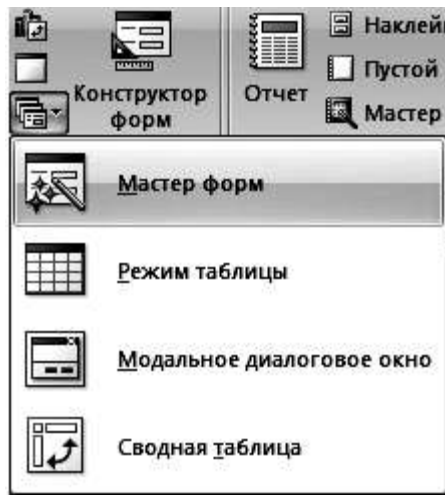 Конструктор
форм
Отчет
Наклей
Пустой
Мастер
Мастер форм
Режим таблицы
Модальное диалоговое окно
Сводная таблица